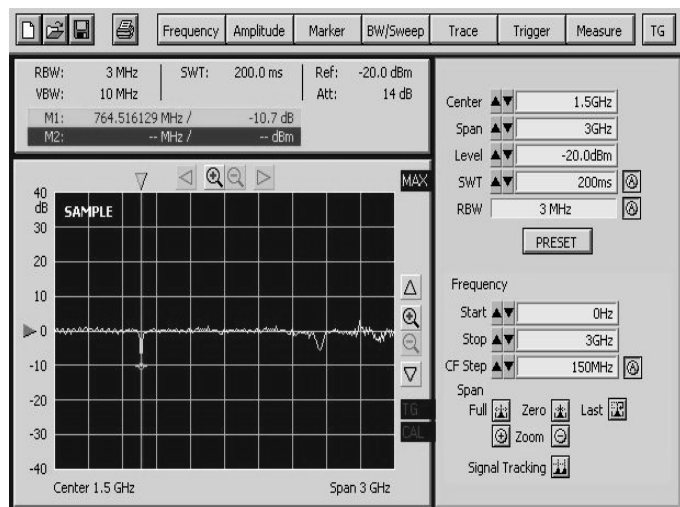 Frequency Amplitude Marker BW/Sweep Trace Trigger Measure TG
RBW: 3 MHz SWT: 200.0 ms Ref: -20.0 dBm
VBW: 10 MHz Att: 14 dB
M1: 764.516129 MHz / -10.7 dB
M2: -- MHz / -- dBm
Center 1.5GHz
Span 3GHz
Level -20.0dBm
SWT 200ms
RBW 3 MHz
PRESET
MAX
40
dB SAMPLE
30
20
10
0
-10
-20
-30
-40
TG
CAL
Center 1.5 GHz Span 3 GHz
Frequency
Start 0Hz
Stop 3GHz
CF Step 150MHz
Span
Full Zero Last
Zoom
Signal Tracking